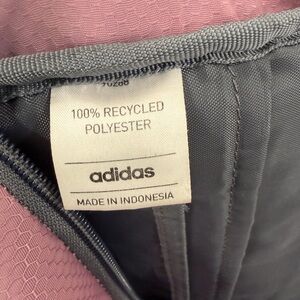 100% RECYCLED
POLYESTER
adidas
MADE IN INDONESIA